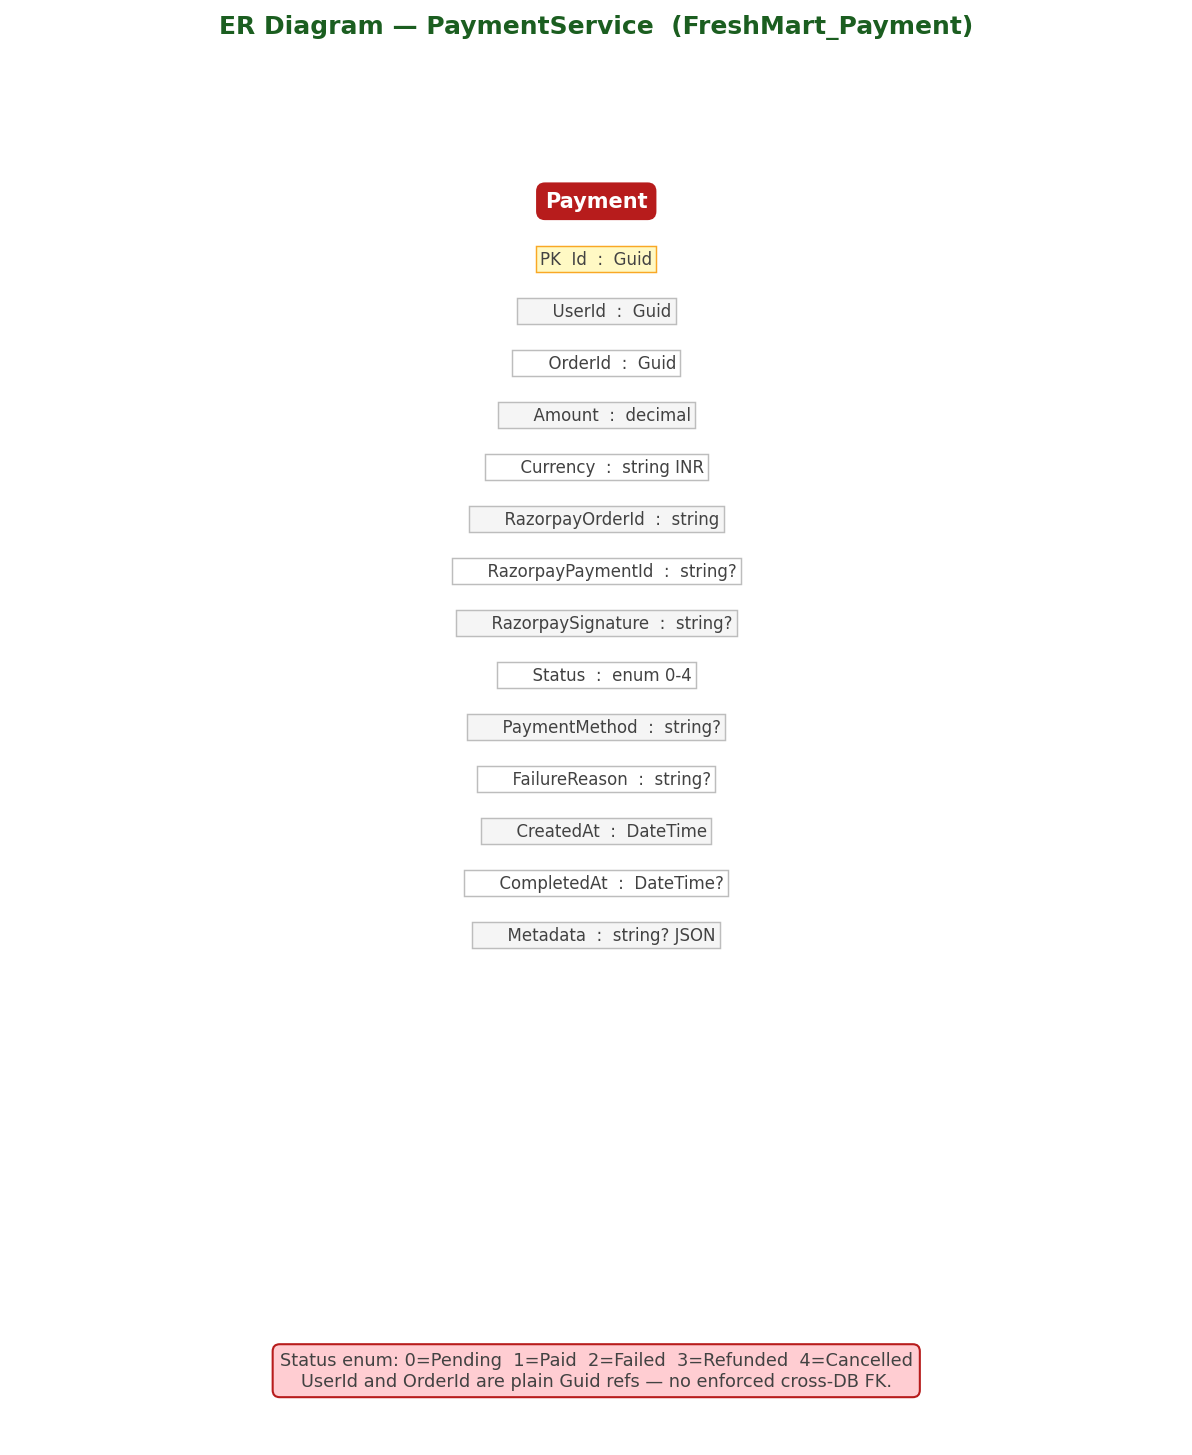 ER Diagram — PaymentService (FreshMart_Payment)
Payment
PK Id : Guid
UserId : Guid
OrderId : Guid
Amount : decimal
Currency : string INR
RazorpayOrderId : string
RazorpayPaymentId : string?
RazorpaySignature : string?
Status : enum 0-4
PaymentMethod : string?
FailureReason : string?
CreatedAt : DateTime
CompletedAt : DateTime?
Metadata : string? JSON
Status enum: 0=Pending 1=Paid 2=Failed 3=Refunded 4=Cancelled
UserId and OrderId are plain Guid refs — no enforced cross-DB FK.